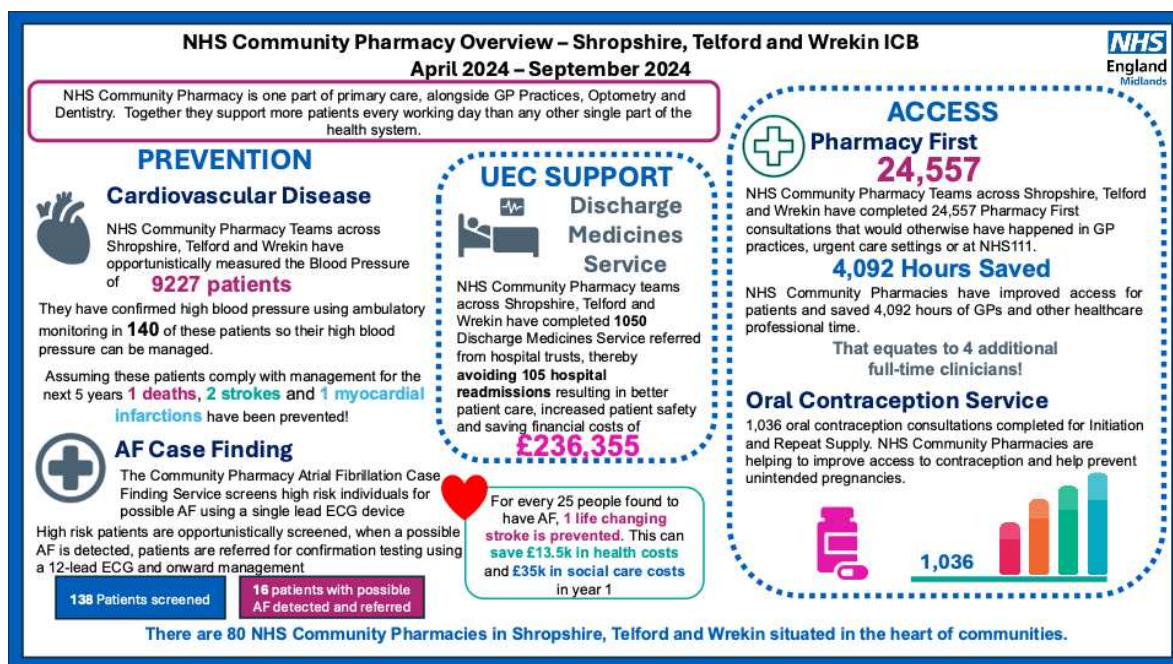 NHS Community Pharmacy Overview – Shropshire, Telford and Wrekin ICB
April 2024 – September 2024
NHS
England
Midlands
NHS Community Pharmacy is one part of primary care, alongside GP Practices, Optometry and
Dentistry. Together they support more patients every working day than any other single part of the
health system.
PREVENTION
Cardiovascular Disease
NHS Community Pharmacy Teams across
Shropshire, Telford and Wrekin have
opportunistically measured the Blood Pressure
of 9227 patients
They have confirmed high blood pressure using ambulatory
monitoring in 140 of these patients so their high blood
pressure can be managed.
Assuming these patients comply with management for the
next 5 years 1 deaths, 2 strokes and 1 myocardial
infarctions have been prevented!
AF Case Finding
The Community Pharmacy Atrial Fibrillation Case
Finding Service screens high risk individuals for
possible AF using a single lead ECG device
High risk patients are opportunistically screened, when a possible
AF is detected, patients are referred for confirmation testing using
a 12-lead ECG and onward management
138 Patients screened
16 patients with possible
AF detected and referred
UEC SUPPORT
Discharge
Medicines
Service
NHS Community Pharmacy teams
across Shropshire, Telford and
Wrekin have completed 1050
Discharge Medicines Service referred
from hospital trusts, thereby
avoiding 105 hospital
readmissions resulting in better
patient care, increased patient safety
and saving financial costs of
£236,355
For every 25 people found to
have AF, 1 life changing
stroke is prevented. This can
save £13.5k in health costs
and £35k in social care costs
in year 1
ACCESS
Pharmacy First
24,557
NHS Community Pharmacy Teams across Shropshire, Telford
and Wrekin have completed 24,557 Pharmacy First
consultations that would otherwise have happened in GP
practices, urgent care settings or at NHS111.
4,092 Hours Saved
NHS Community Pharmacies have improved access for
patients and saved 4,092 hours of GPs and other healthcare
professional time.
That equates to 4 additional
full-time clinicians!
Oral Contraception Service
1,036 oral contraception consultations completed for Initiation
and Repeat Supply. NHS Community Pharmacies are
helping to improve access to contraception and help prevent
unintended pregnancies.
1,036
There are 80 NHS Community Pharmacies in Shropshire, Telford and Wrekin situated in the heart of communities.